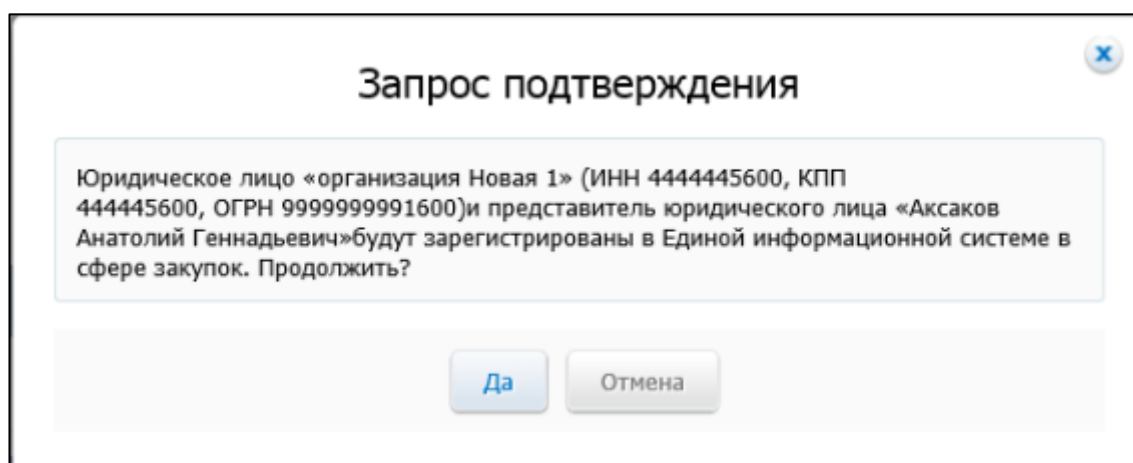 Запрос подтверждения
Юридическое лицо «организация Новая 1» (ИНН 4444445600, КПП
444445600, ОГРН 9999999991600)и представитель юридического лица «Аксаков
Анатолий Геннадьевич»будут зарегистрированы в Единой информационной системе в
сфере закупок. Продолжить?
Да Отмена